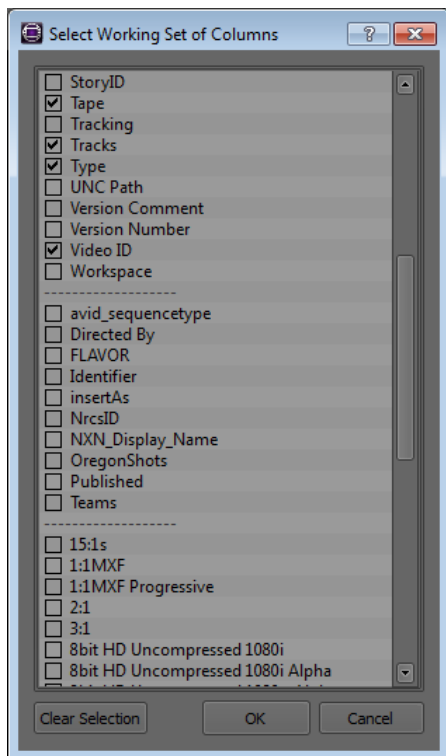 Select Working Set of Columns
StoryID
Tape
Tracking
Tracks
Type
UNC Path
Version Comment
Version Number
Video ID
Workspace
-------------------
avid_sequencetype
Directed By
FLAVOR
Identifier
insertAs
NrcsID
NXN_Display_Name
OregonShots
Published
Teams
-------------------
15:1s
1:1MXF
1:1MXF Progressive
2:1
3:1
8bit HD Uncompressed 1080i
8bit HD Uncompressed 1080i Alpha
Clear Selection
OK
Cancel